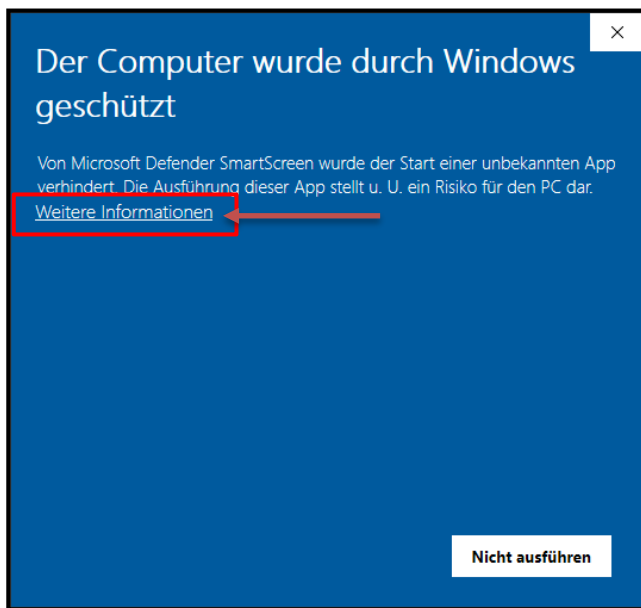 Der Computer wurde durch Windows
geschützt
Von Microsoft Defender SmartScreen wurde der Start einer unbekannten App
verhindert. Die Ausführung dieser App stellt u. U. ein Risiko für den PC dar.
Weitere Informationen
Nicht ausführen